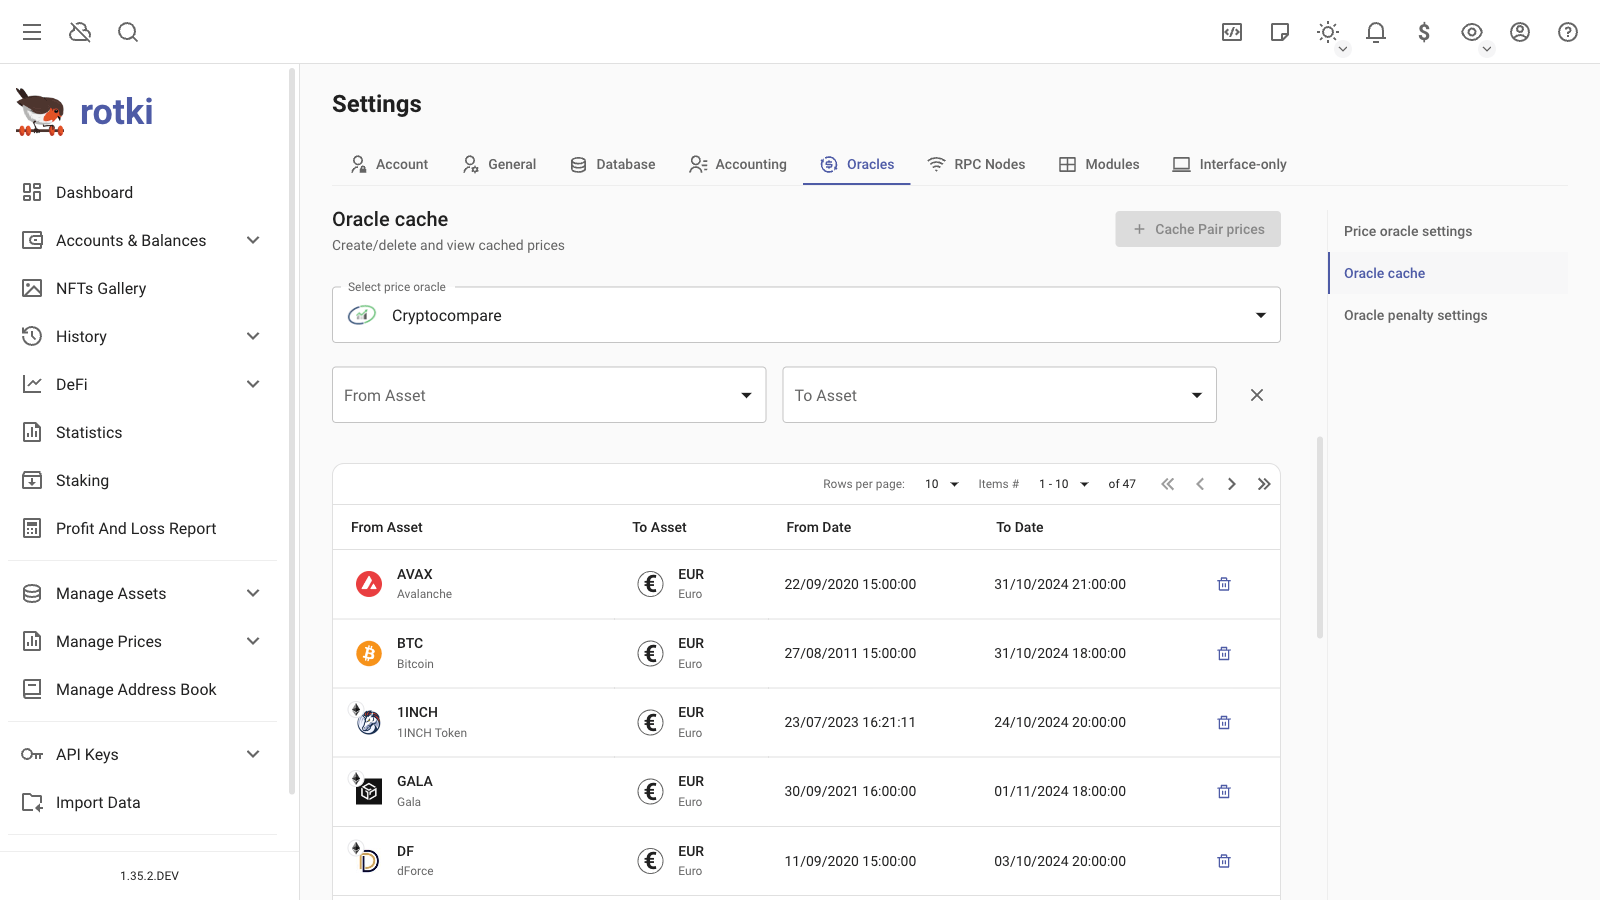 rotki
Dashboard
Accounts & Balances
NFTs Gallery
History
DeFi
Statistics
Staking
Profit And Loss Report
Manage Assets
Manage Prices
Manage Address Book
API Keys
Import Data
1.35.2.DEV
Settings
Account General Database Accounting Oracles RPC Nodes Modules Interface-only
Oracle cache
Create/delete and view cached prices
Cache Pair prices
Select price oracle
Cryptocompare
From Asset To Asset
Rows per page: 10 Items # 1 - 10 of 47
From Asset To Asset From Date To Date
AVAX EUR
Avalanche Euro
22/09/2020 15:00:00 31/10/2024 21:00:00
BTC EUR
Bitcoin Euro
27/08/2011 15:00:00 31/10/2024 18:00:00
1INCH EUR
1INCH Token Euro
23/07/2023 16:21:11 24/10/2024 20:00:00
GALA EUR
Gala Euro
30/09/2021 16:00:00 01/11/2024 18:00:00
DF EUR
dForce Euro
11/09/2020 15:00:00 03/10/2024 20:00:00
Price oracle settings
Oracle cache
Oracle penalty settings